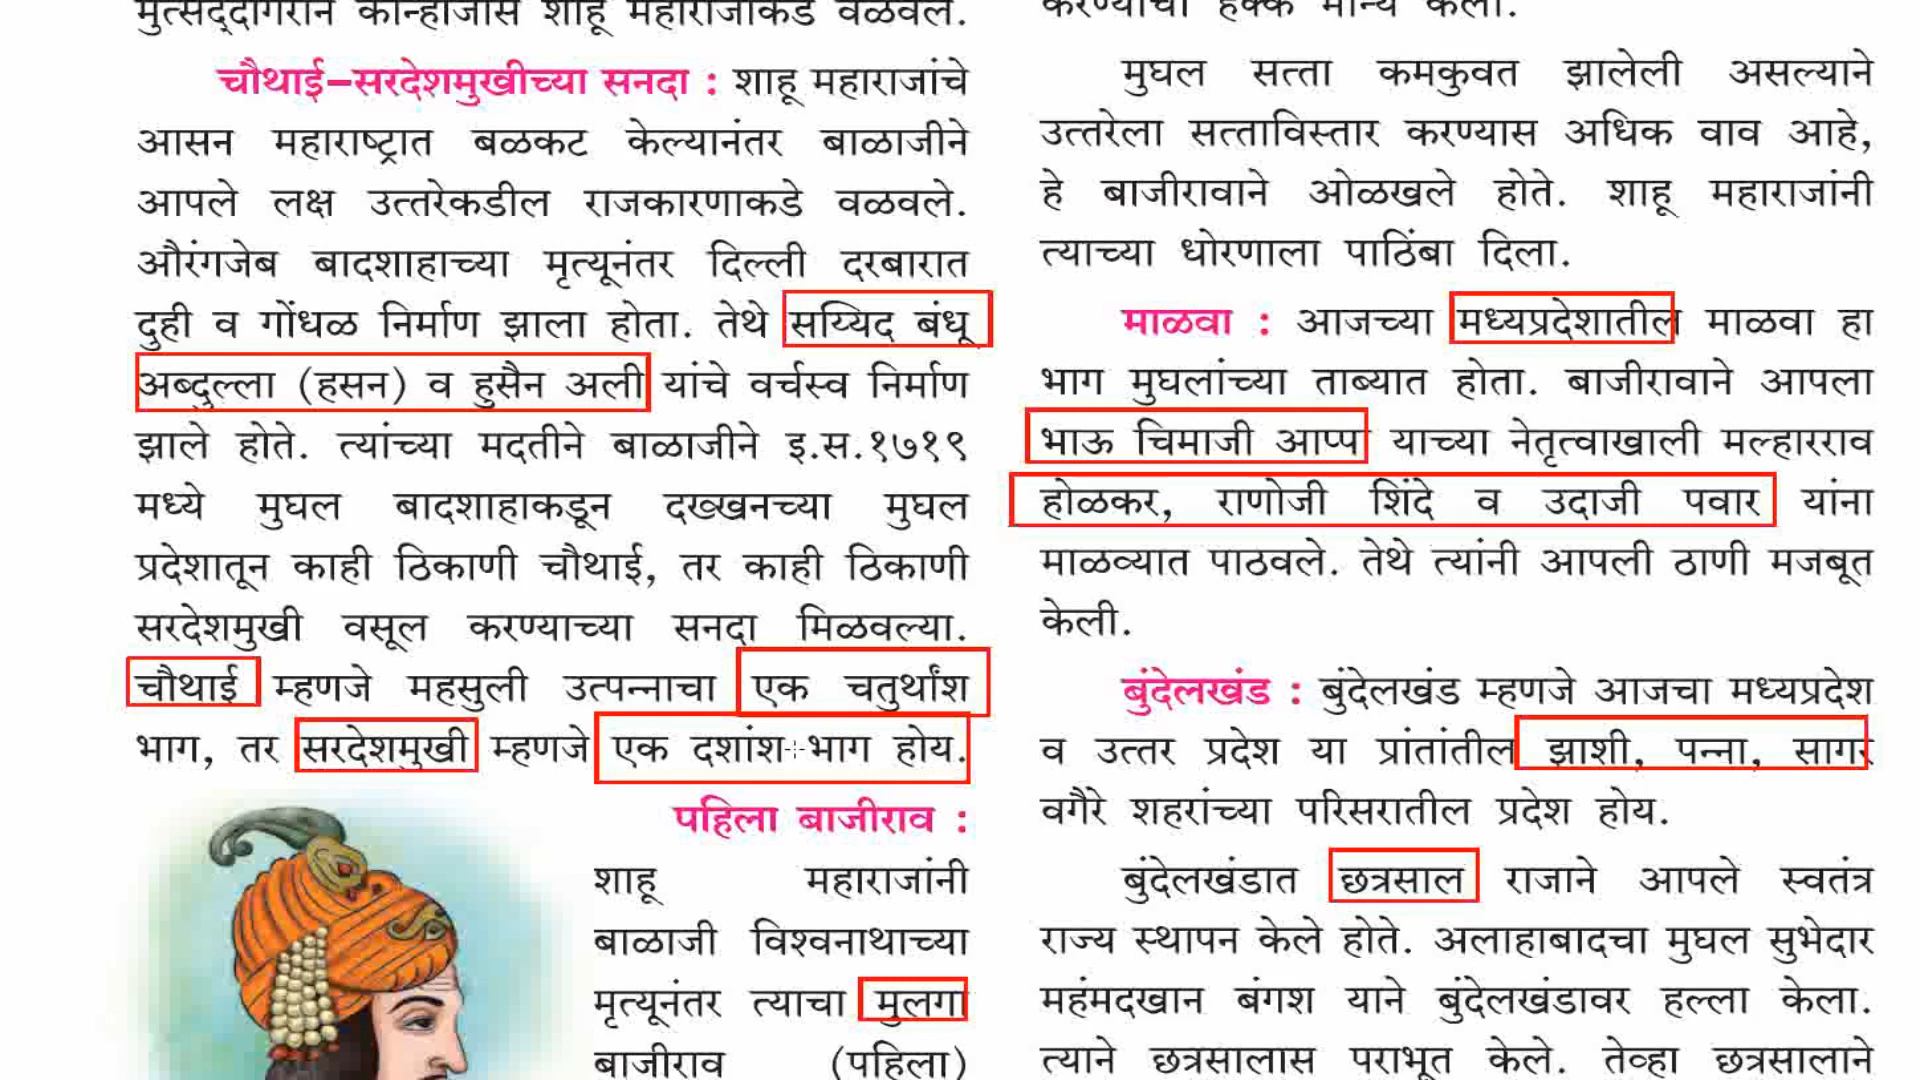 मुत्सद्देगिरीने कान्होजीस शाहू महाराजांकडे वळवले.
चौथाई-सरदेशमुखीच्या सनदा : शाहू महाराजांचे
आसन महाराष्ट्रात बळकट केल्यानंतर बाळाजीने
आपले लक्ष उत्तरेकडील राजकारणाकडे वळवले.
औरंगजेब बादशाहाच्या मृत्यूनंतर दिल्ली दरबारात
दुही व गोंधळ निर्माण झाला होता. तेथे सय्यिद बंधू
अब्दुल्ला (हसन) व हुसैन अली यांचे वर्चस्व निर्माण
झाले होते. त्यांच्या मदतीने बाळाजीने इ.स.१७१९
मध्ये मुघल बादशाहाकडून दख्खनच्या मुघल
प्रदेशातून काही ठिकाणी चौथाई, तर काही ठिकाणी
सरदेशमुखी वसूल करण्याच्या सनदा मिळवल्या.
चौथाई म्हणजे महसुली उत्पन्नाचा एक चतुर्थांश
भाग, तर सरदेशमुखी म्हणजे एक दशांश भाग होय.
पहिला बाजीराव :
शाहू महाराजांनी
बाळाजी विश्वनाथाच्या
मृत्यूनंतर त्याचा मुलगा
बाजीराव (पहिला)
करण्याचा हक्क मान्य केला.
मुघल सत्ता कमकुवत झालेली असल्याने
उत्तरेला सत्ताविस्तार करण्यास अधिक वाव आहे,
हे बाजीरावाने ओळखले होते. शाहू महाराजांनी
त्याच्या धोरणाला पाठिंबा दिला.
माळवा : आजच्या मध्यप्रदेशातील माळवा हा
भाग मुघलांच्या ताब्यात होता. बाजीरावाने आपला
भाऊ चिमाजी आप्पा याच्या नेतृत्वाखाली मल्हारराव
होळकर, राणोजी शिंदे व उदाजी पवार यांना
माळव्यात पाठवले. तेथे त्यांनी आपली ठाणी मजबूत
केली.
बुंदेलखंड : बुंदेलखंड म्हणजे आजचा मध्यप्रदेश
व उत्तर प्रदेश या प्रांतांतील झाशी, पन्ना, सागर
वगैरे शहरांच्या परिसरातील प्रदेश होय.
बुंदेलखंडात छत्रसाल राजाने आपले स्वतंत्र
राज्य स्थापन केले होते. अलाहाबादचा मुघल सुभेदार
महंमदखान बंगश याने बुंदेलखंडावर हल्ला केला.
त्याने छत्रसालास पराभूत केले. तेव्हा छत्रसालाने